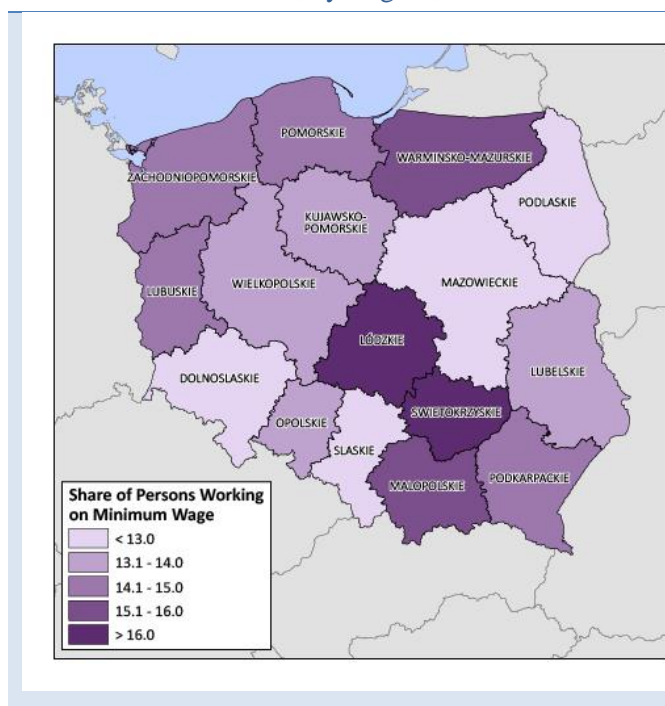 POMORSKIE
WARMINSKO-MAZURSKIE
ZACHODNIOPOMORSKIE
PODLASKIE
KUJAWSKO-
POMORSKIE
MAZOWIECKIE
WIELKOPOLSKIE
LUBUSKIE
LÓDZKIE
LUBELSKIE
DOLNOSLASKIE
SWIETOKRZYSKIE
OPOLSKIE
SLASKIE
PODKARPACKIE
MALOPOLSKIE
Share of Persons Working
on Minimum Wage
< 13.0
13.1 - 14.0
14.1 - 15.0
15.1 - 16.0
> 16.0